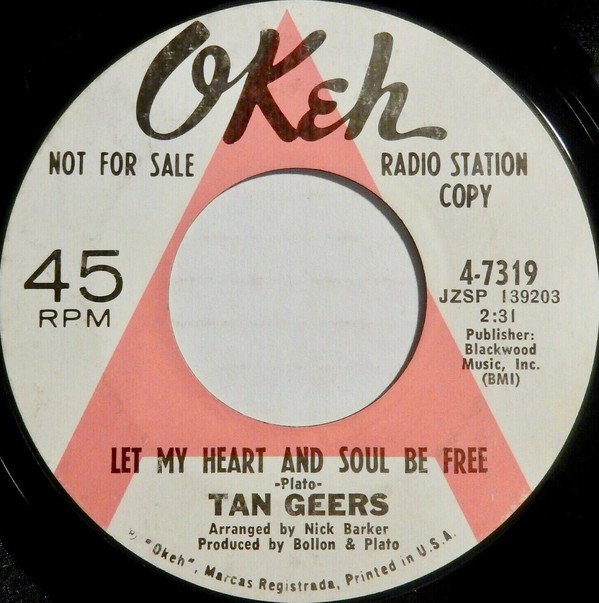 OKeh
NOT FOR SALE
RADIO STATION
COPY
45
RPM
4-7319
JZSP 139203
2:31
Publisher:
Blackwood
Music, Inc.
(BMI)
LET MY HEART AND SOUL BE FREE
-Plato-
TAN GEERS
Arranged by Nick Barker
Produced by Bollon & Plato
"Okeh", Marcas Registrada, Printed in U.S.A.